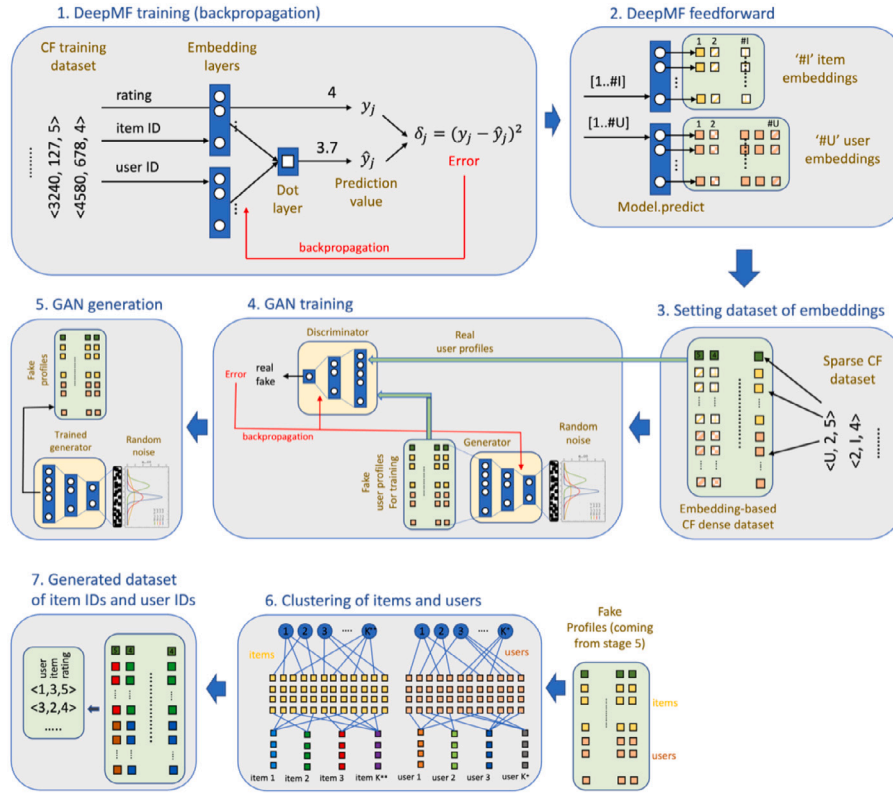 1. DeepMF training (backpropagation)
CF training
dataset
<3240, 127, 5>
<4580, 678, 4>
Embedding
layers
rating
item ID
user ID
4
y_j
3.7
ŷ_j
Dot
layer
Prediction
value
δ_j = (y_j - ŷ_j)²
Error
backpropagation
2. DeepMF feedforward
[1..#I]
[1..#U]
1 2 #I
'#I' item
embeddings
1 2 #U
'#U' user
embeddings
Model.predict
3. Setting dataset of embeddings
5 4
Sparse CF
dataset
<U, 2, 5>
<2, I, 4>
Embedding-based
CF dense dataset
4. GAN training
Discriminator
Real
user profiles
Error
real
fake
backpropagation
Fake
user profiles
For training
Generator
Random
noise
5. GAN generation
Fake
profiles
Trained
generator
Random
noise
Fake
Profiles (coming
from stage 5)
items
users
6. Clustering of items and users
1 2 3 .... K**
1 2 3 .... K*
items
users
item 1 item 2 item 3 item K**
user 1 user 2 user 3 user K*
7. Generated dataset
of item IDs and user IDs
user
item
rating
<1,3,5>
<3,2,4>
.....
5 4